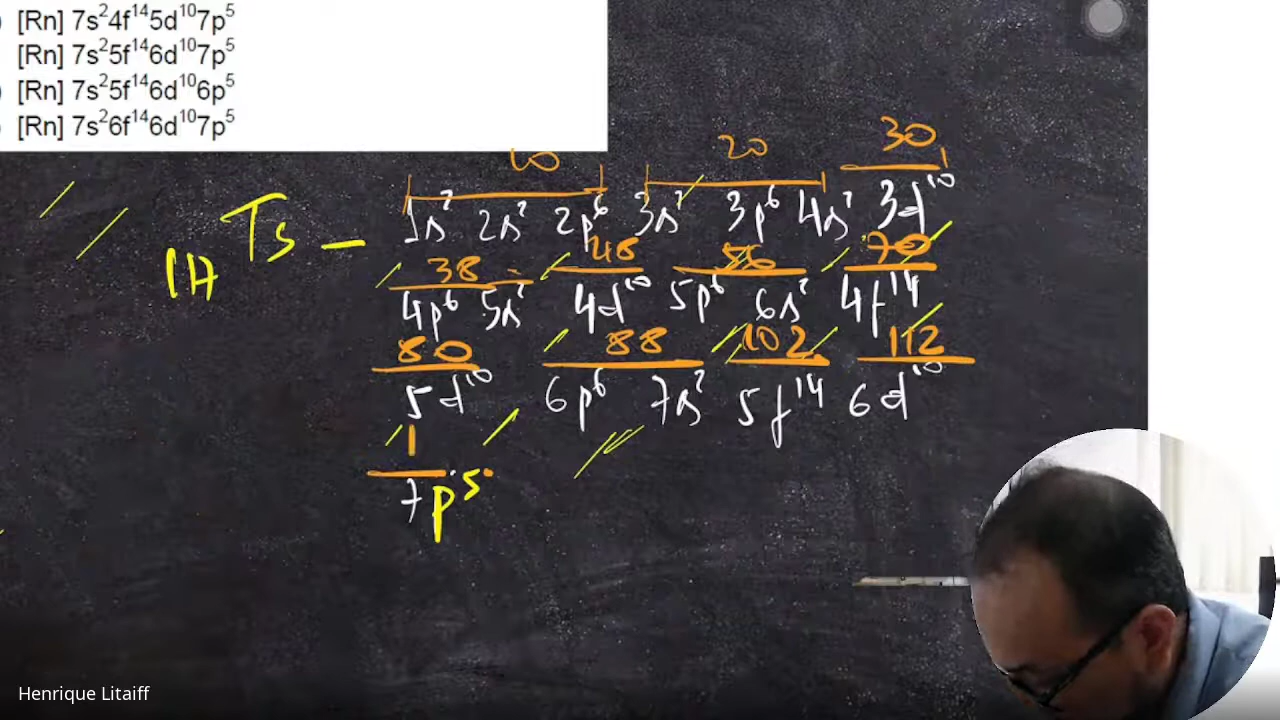 [Rn] 7s²4f¹⁴5d¹⁰7p⁵
[Rn] 7s²5f¹⁴6d¹⁰7p⁵
[Rn] 7s²5f¹⁴6d¹⁰6p⁵
[Rn] 7s²6f¹⁴6d¹⁰7p⁵
10 20 30
Ts – 1s² 2s² 2p⁶ 3s² 3p⁶ 4s² 3d¹⁰
38 48 56 70
4p⁶ 5s² 4d¹⁰ 5p⁶ 6s² 4f¹⁴
80 88 102 112
5d¹⁰ 6p⁶ 7s² 5f¹⁴ 6d¹⁰
7p⁵
Henrique Litaiff